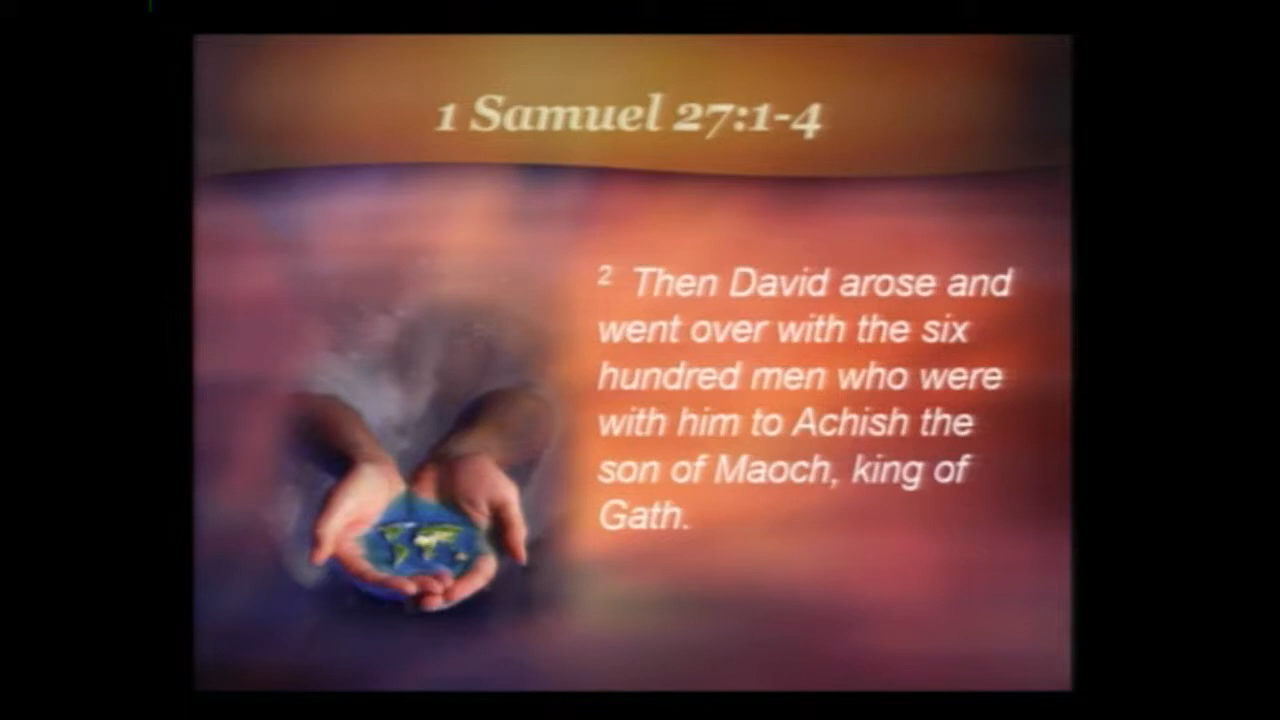 1 Samuel 27:1-4
2 Then David arose and
went over with the six
hundred men who were
with him to Achish the
son of Maoch, king of
Gath.